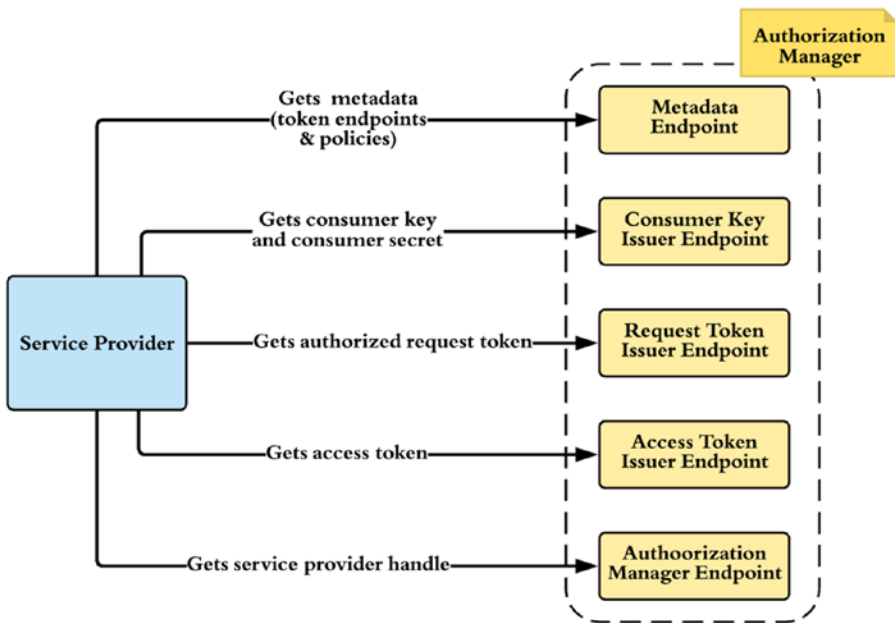 Authorization
Manager
Gets metadata
(token endpoints
& policies)
Metadata
Endpoint
Gets consumer key
and consumer secret
Consumer Key
Issuer Endpoint
Service Provider
Gets authorized request token
Request Token
Issuer Endpoint
Gets access token
Access Token
Issuer Endpoint
Gets service provider handle
Authoorization
Manager Endpoint